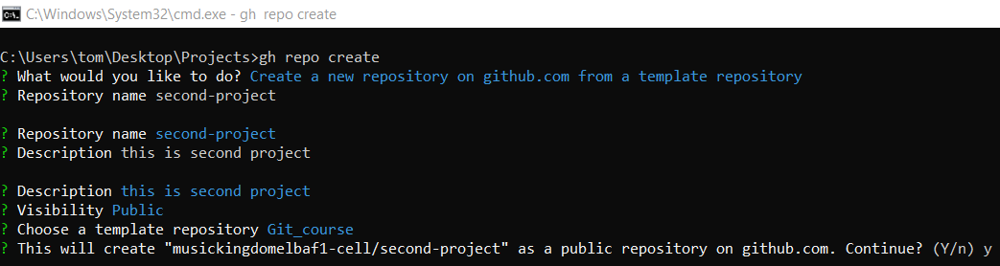 C:\Windows\System32\cmd.exe - gh  repo create
C:\Users\tom\Desktop\Projects>gh repo create
? What would you like to do? Create a new repository on github.com from a template repository
? Repository name second-project
? Repository name second-project
? Description this is second project
? Description this is second project
? Visibility Public
? Choose a template repository Git_course
? This will create "musickingdomelbaf1-cell/second-project" as a public repository on github.com. Continue? (Y/n) y